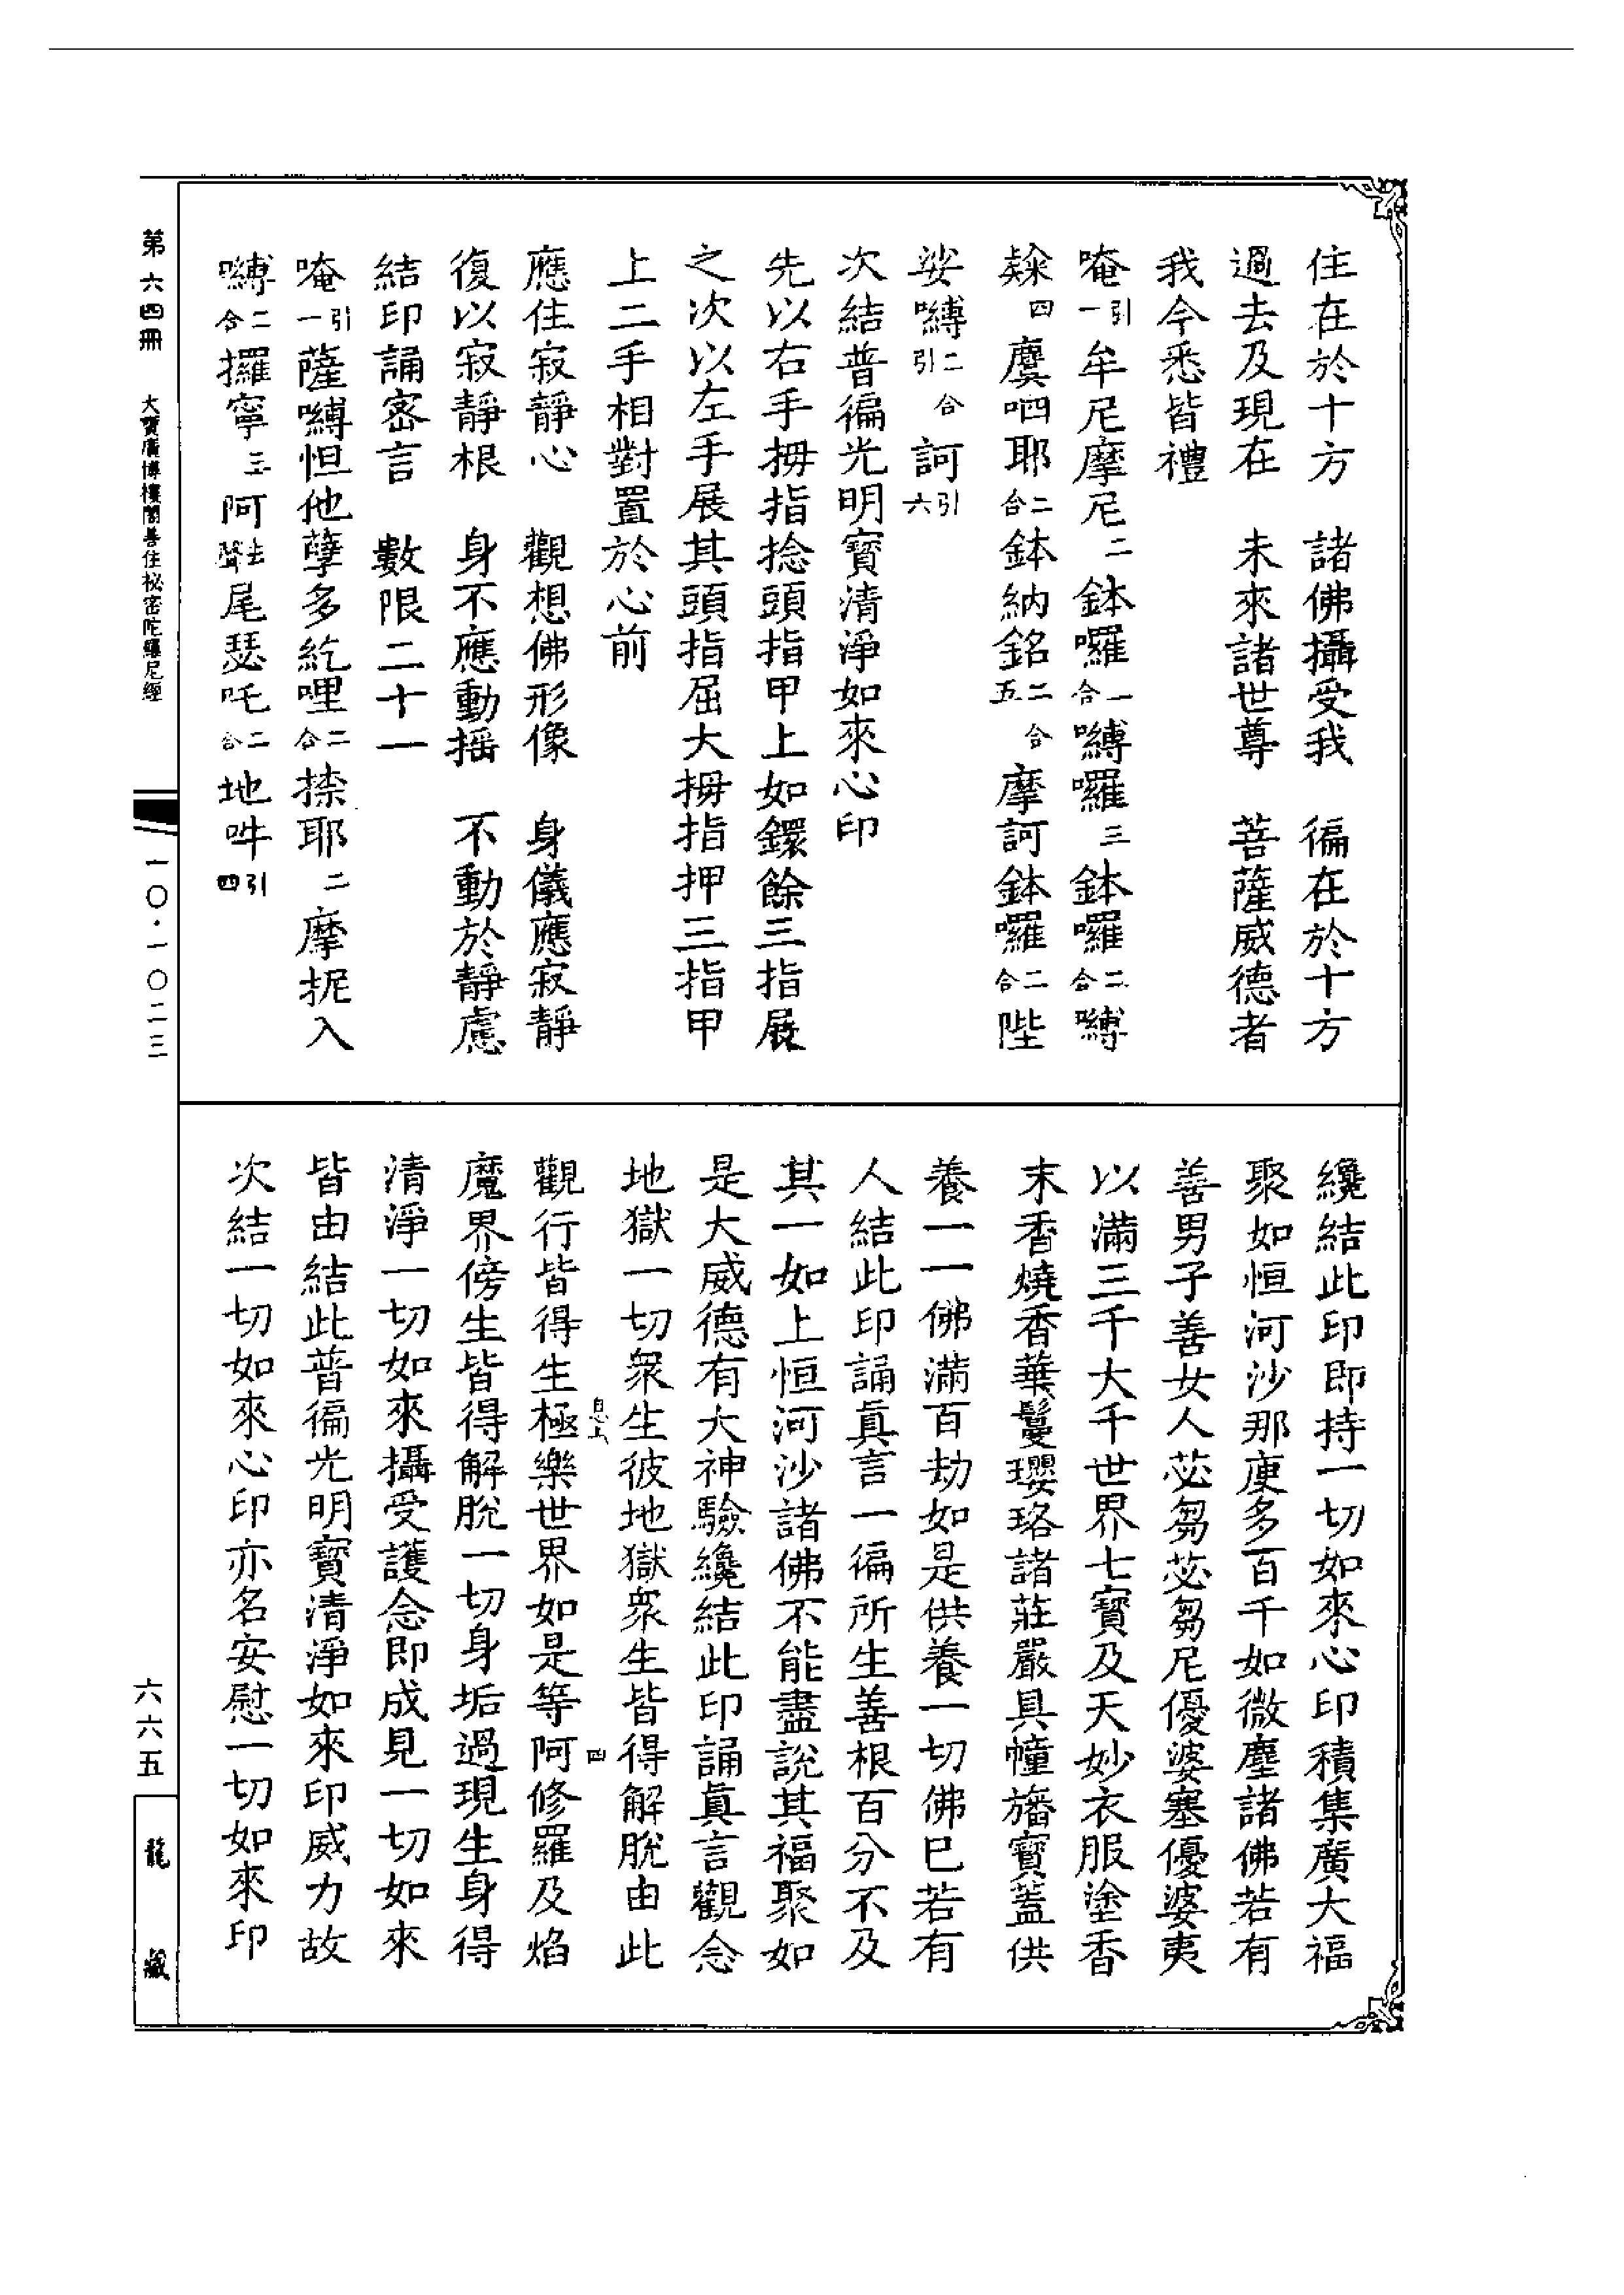 住在於十方　諸佛攝受我　徧在於十方
過去及現在　未來諸世尊　菩薩威德者
我今悉皆禮
唵引一牟尼摩尼二鉢囉合一嚩囉三鉢囉二合嚩
㯿四麌呬耶二合鉢納銘二合五摩訶鉢囉二合陛
娑嚩二合引訶引六
次結普徧光明寶清淨如來心印
先以右手拇指捻頭指甲上如鐶餘三指展
之次以左手展其頭指屈大拇指押三指甲
上二手相對置於心前
應住寂靜心　觀想佛形像　身儀應寂靜
復以寂靜根　身不應動搖　不動於靜慮
結印誦密言　數限二十一
唵引一薩嚩怛他孽多紇哩二合捺耶二摩抳入
嚩二合攞寧三阿去聲尾瑟吒二合地吽引四
纔結此印即持一切如來心印積集廣大福
聚如恒河沙那庾多百千如微塵諸佛若有
善男子善女人苾芻苾芻尼優婆塞優婆夷
以滿三千大千世界七寶及天妙衣服塗香
末香燒香華鬘瓔珞諸莊嚴具幢旛寶蓋供
養一一佛滿百劫如是供養一切佛巳若有
人結此印誦眞言一徧所生善根百分不及
其一如上恒河沙諸佛不能盡說其福聚如
是大威德有大神驗纔結此印誦眞言觀念
地獄一切衆生彼地獄衆生皆得解脫由此
觀行皆得生極樂世界如是等阿修羅及焰
魔界傍生皆得解脫一切身垢過現生身得
清淨一切如來攝受護念即成見一切如來
皆由結此普徧光明寶清淨如來印威力故
次結一切如來心印亦名安慰一切如來印
第六四冊　大寶廣博樓閣善住秘密陀羅尼經
一〇·一〇二三
六六五
龍藏